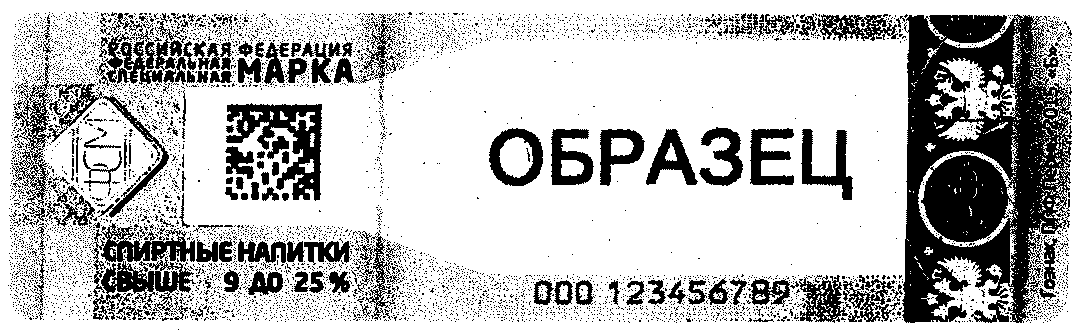 РОССИЙСКАЯ ФЕДЕРАЦИЯ
ФЕДЕРАЛЬНАЯ
СПЕЦИАЛЬНАЯ
МАРКА
ОБРАЗЕЦ
СПИРТНЫЕ НАПИТКИ
СВЫШЕ 9 ДО 25 %
000 123456789